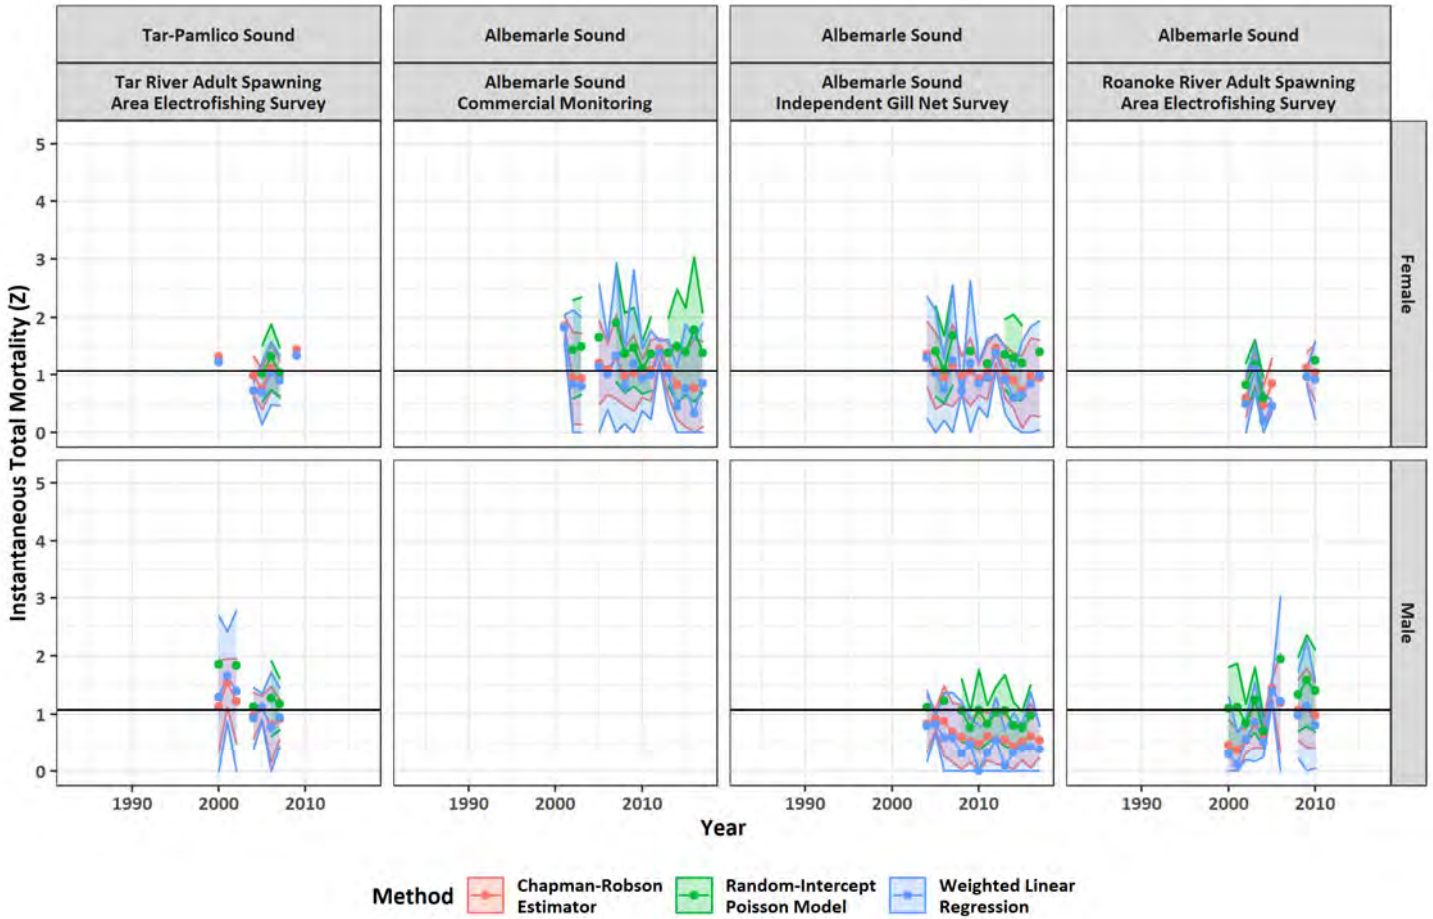 Tar-Pamlico Sound
Albemarle Sound
Albemarle Sound
Albemarle Sound
Tar River Adult Spawning
Area Electrofishing Survey
Albemarle Sound
Commercial Monitoring
Albemarle Sound
Independent Gill Net Survey
Roanoke River Adult Spawning
Area Electrofishing Survey
Instantaneous Total Mortality (Z)
5
4
3
2
1
0
Female
5
4
3
2
1
0
Male
1990
2000
2010
1990
2000
2010
1990
2000
2010
1990
2000
2010
Year
Method
Chapman-Robson
Estimator
Random-Intercept
Poisson Model
Weighted Linear
Regression